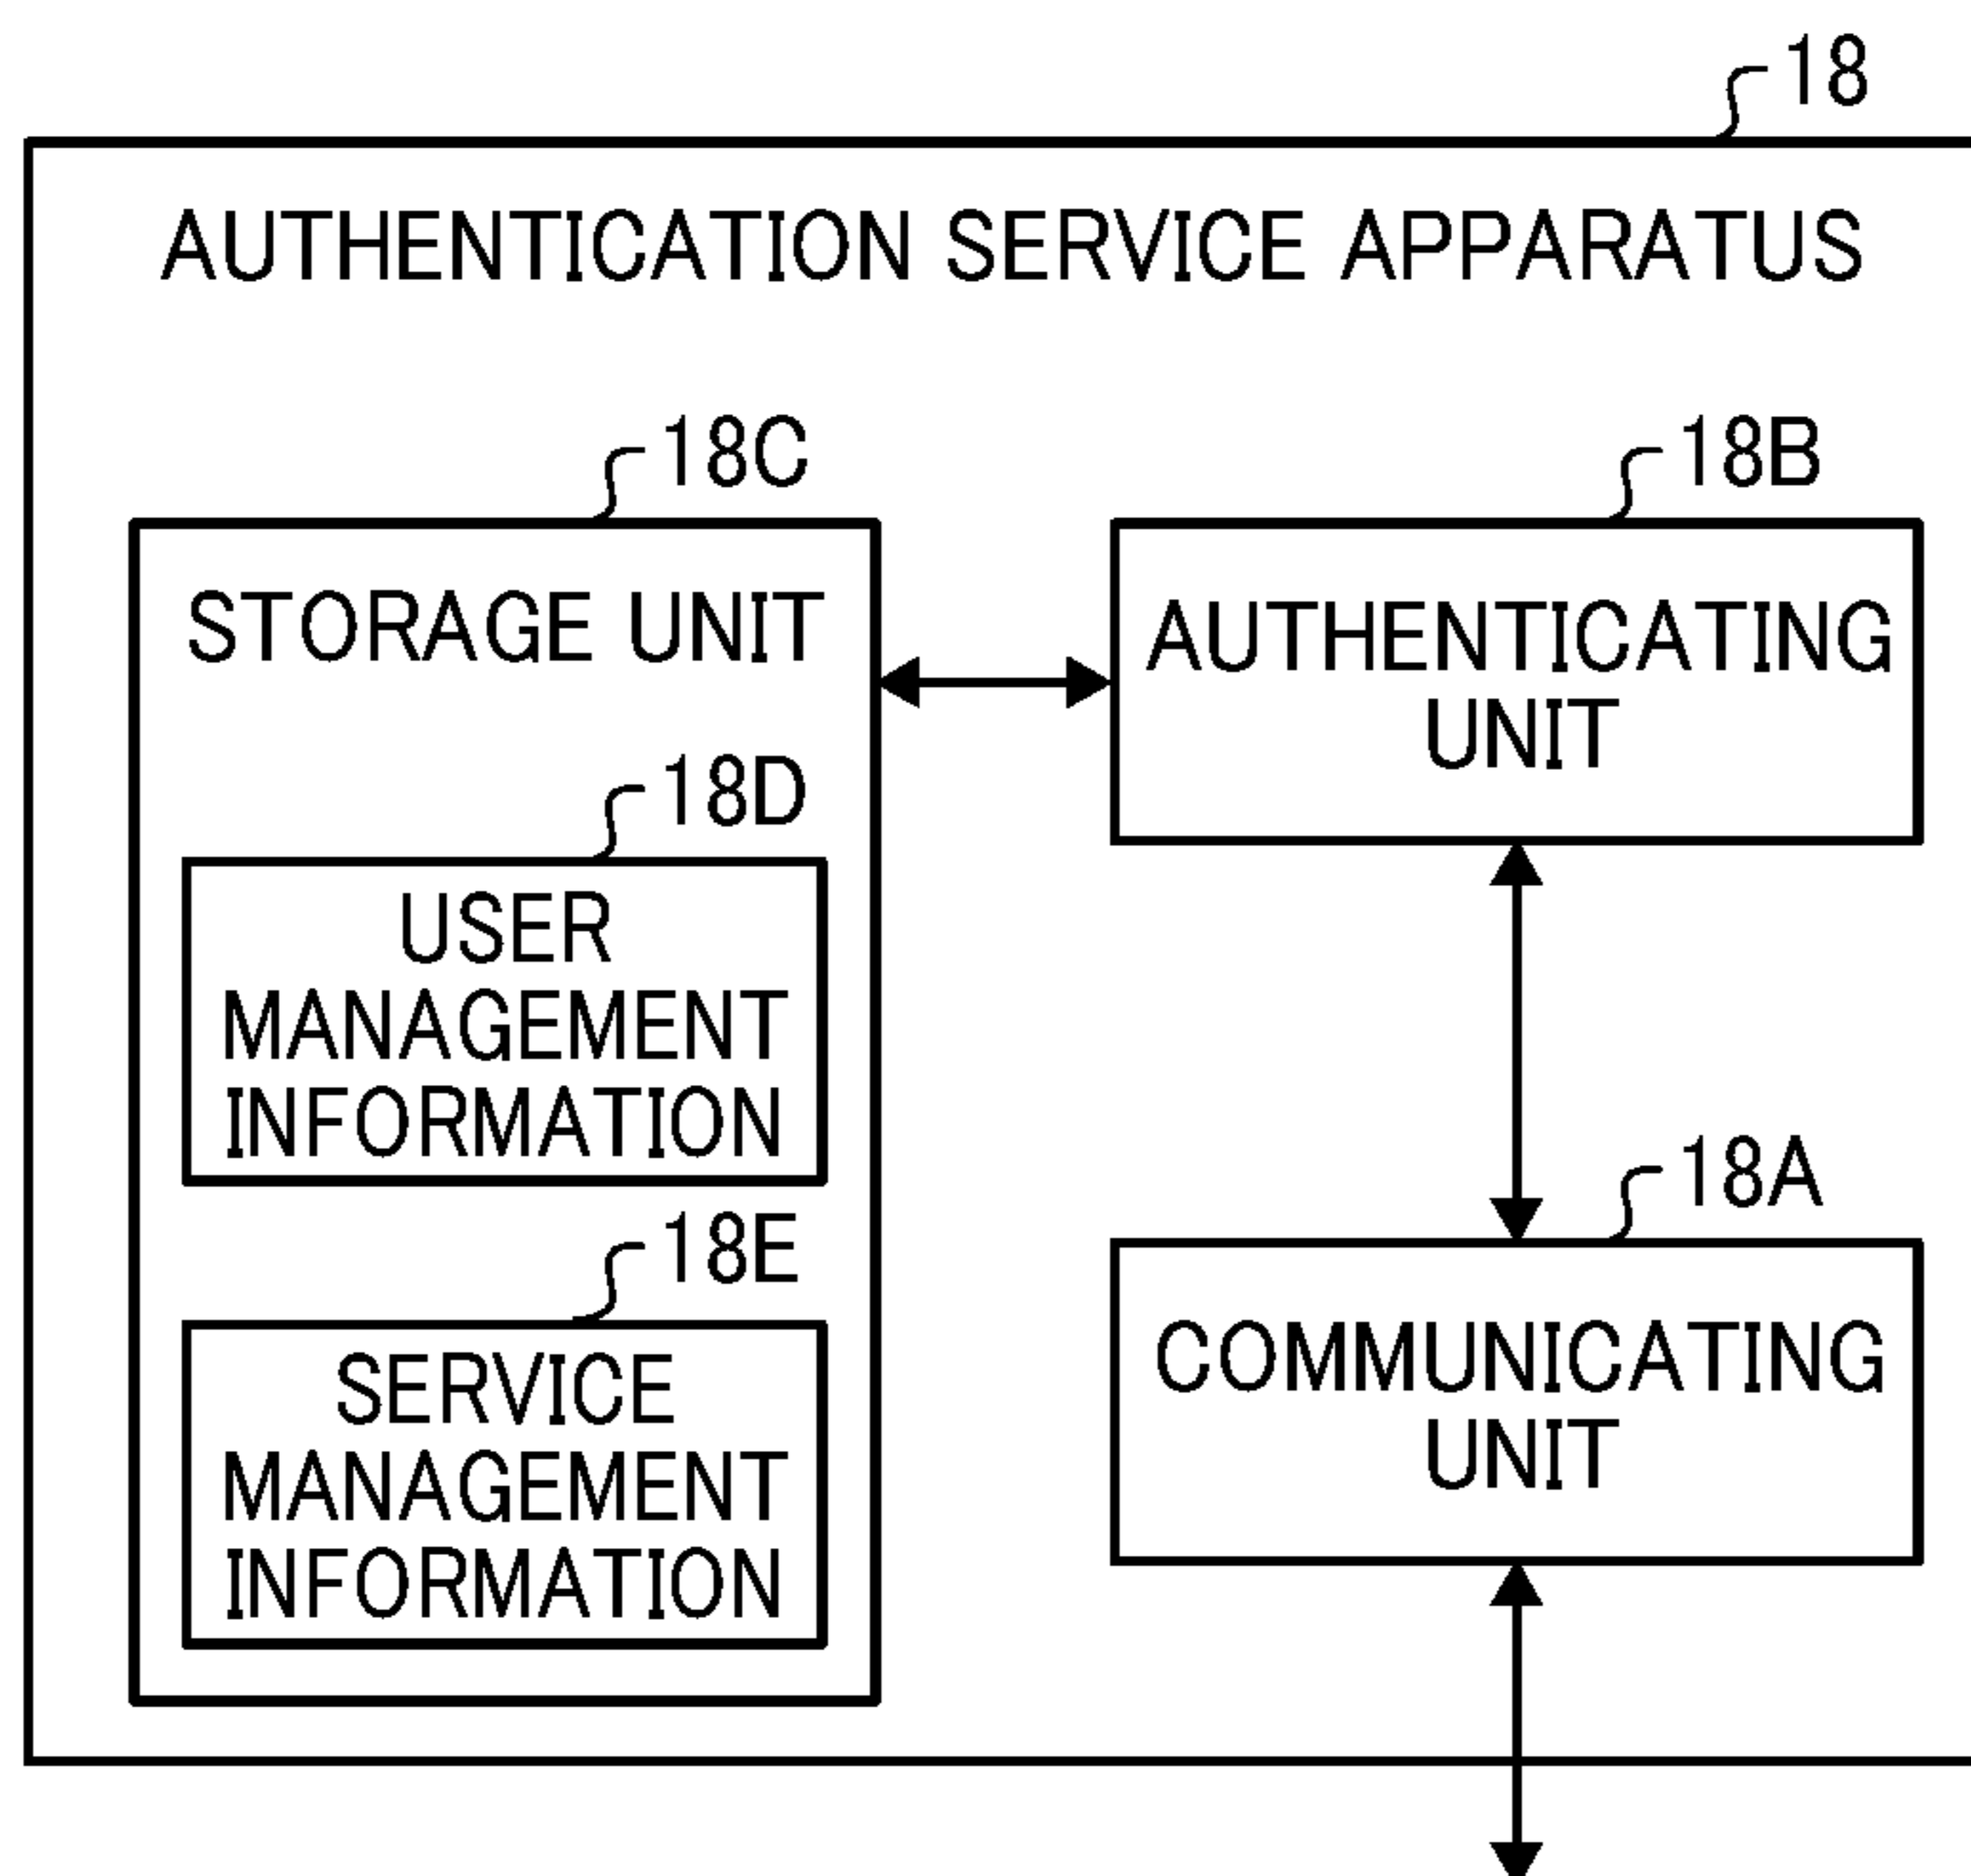 18
AUTHENTICATION SERVICE APPARATUS
18C
STORAGE UNIT
18D
USER
MANAGEMENT
INFORMATION
18E
SERVICE
MANAGEMENT
INFORMATION
18B
AUTHENTICATING
UNIT
18A
COMMUNICATING
UNIT